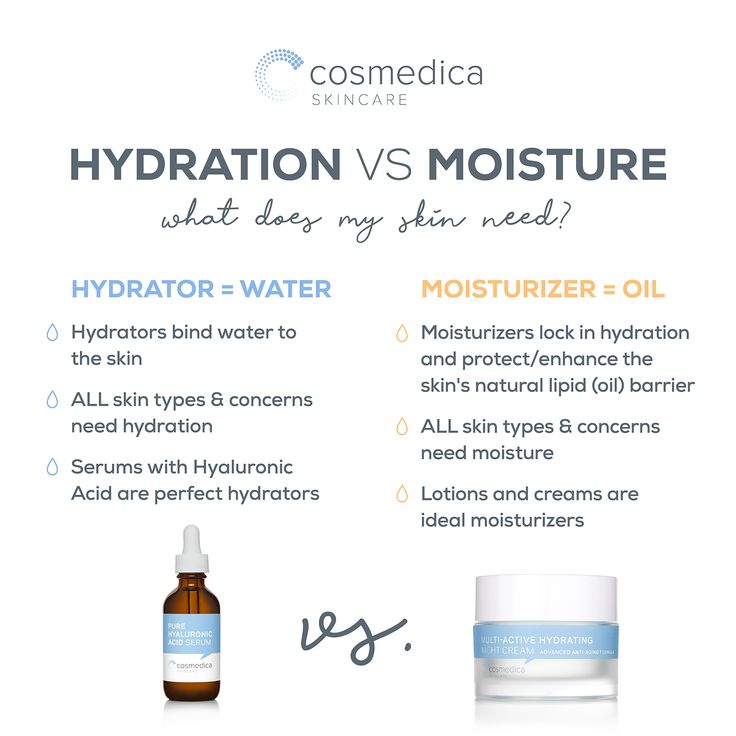 cosmedica
SKINCARE
HYDRATION VS MOISTURE
what does my skin need?
HYDRATOR = WATER
Hydrators bind water to
the skin
ALL skin types & concerns
need hydration
Serums with Hyaluronic
Acid are perfect hydrators
MOISTURIZER = OIL
Moisturizers lock in hydration
and protect/enhance the
skin's natural lipid (oil) barrier
ALL skin types & concerns
need moisture
Lotions and creams are
ideal moisturizers
PURE
HYALURONIC
ACID SERUM
cosmedica
SKINCARE
vs.
MULTI-ACTIVE HYDRATING
NIGHT CREAM ADVANCED ANTI-AGING FORMULA
cosmedica
SKINCARE